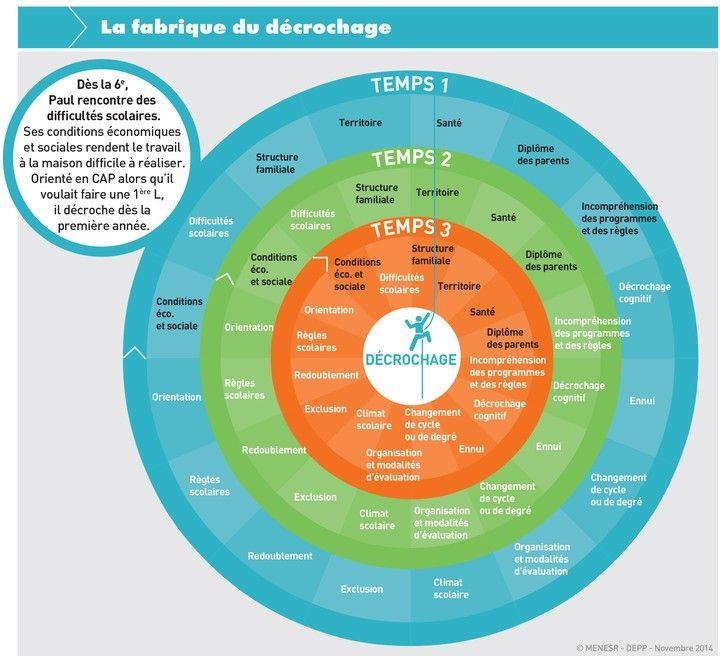 La fabrique du décrochage
Dès la 6e,
Paul rencontre des
difficultés scolaires.
Ses conditions économiques
et sociales rendent le travail
à la maison difficile à réaliser.
Orienté en CAP alors qu'il
voulait faire une 1ère L,
il décroche dès la
première année.
TEMPS 1
Territoire
Santé
Diplôme
des parents
Incompréhension
des programmes
et des règles
Décrochage
cognitif
Ennui
Changement
de cycle
ou de degré
Organisation
et modalités
d'évaluation
Climat
scolaire
Exclusion
Redoublement
Règles
scolaires
Orientation
Conditions
éco.
et sociale
Difficultés
scolaires
Structure
familiale
TEMPS 2
Territoire
Santé
Diplôme
des parents
Incompréhension
des programmes
et des règles
Décrochage
cognitif
Ennui
Changement
de cycle
ou de degré
Organisation
et modalités
d'évaluation
Climat
scolaire
Exclusion
Redoublement
Règles
scolaires
Orientation
Conditions
éco.
et sociale
Difficultés
scolaires
Structure
familiale
TEMPS 3
Structure
familiale
Territoire
Santé
Diplôme
des parents
Incompréhension
des programmes
et des règles
Décrochage
cognitif
Ennui
Changement
de cycle
ou de degré
Organisation
et modalités
d'évaluation
Climat
scolaire
Exclusion
Redoublement
Règles
scolaires
Orientation
Conditions
éco. et
sociale
Difficultés
scolaires
DÉCROCHAGE
© MENESR - DEPP - Novembre 2014